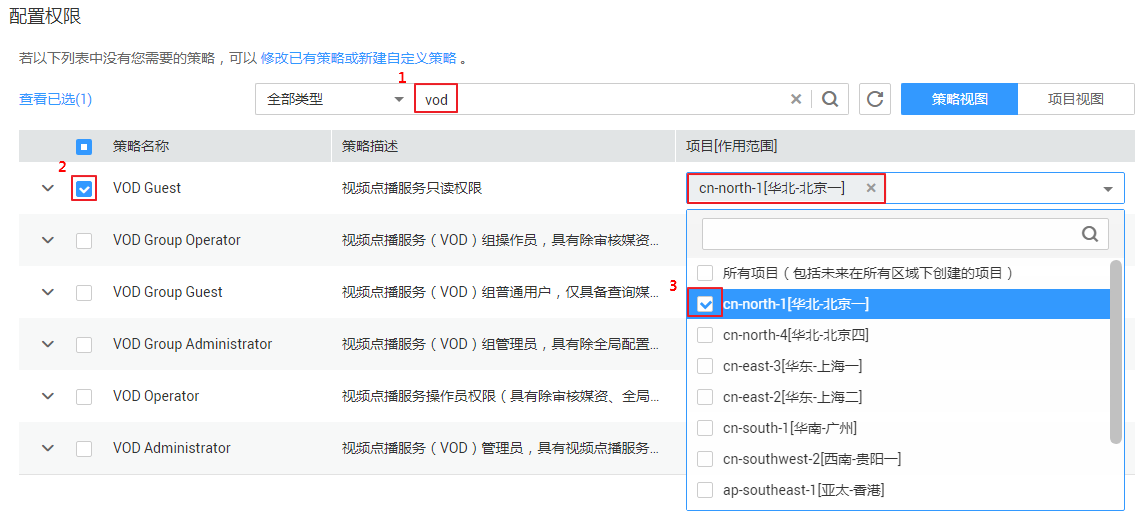 配置权限
若以下列表中没有您需要的策略，可以 修改已有策略或新建自定义策略 。
查看已选(1)
全部类型
1
vod
策略视图
项目视图
策略名称
策略描述
项目[作用范围]
2
VOD Guest
视频点播服务只读权限
cn-north-1[华北-北京一]
VOD Group Operator
视频点播服务（VOD）组操作员，具有除审核媒资...
VOD Group Guest
视频点播服务（VOD）组普通用户，仅具备查询媒...
VOD Group Administrator
视频点播服务（VOD）组管理员，具有除全局配置...
VOD Operator
视频点播服务操作员权限（具有除审核媒资、全局...
VOD Administrator
视频点播服务（VOD）管理员，具有视频点播服务...
所有项目（包括未来在所有区域下创建的项目）
3
cn-north-1[华北-北京一]
cn-north-4[华北-北京四]
cn-east-3[华东-上海一]
cn-east-2[华东-上海二]
cn-south-1[华南-广州]
cn-southwest-2[西南-贵阳一]
ap-southeast-1[亚太-香港]